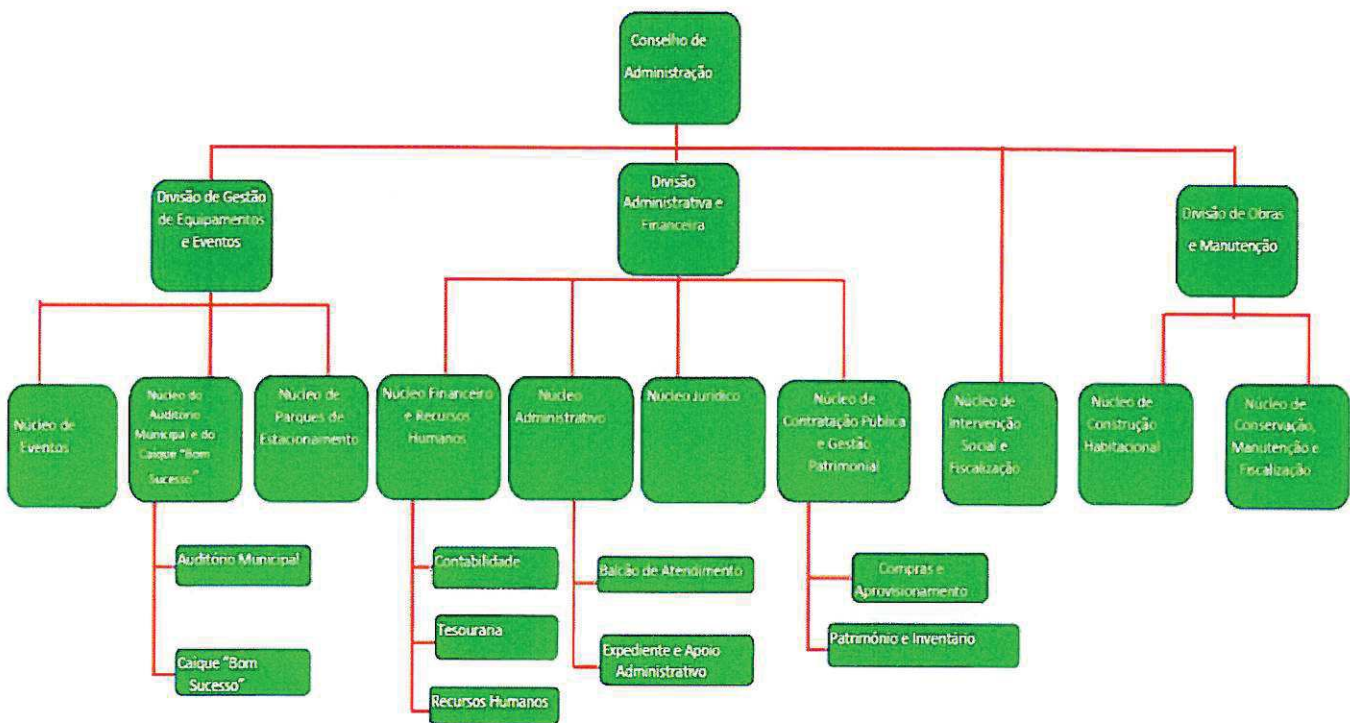 Conselho de
Administração
Divisão de Gestão
de Equipamentos
e Eventos
Divisão
Administrativa e
Financeira
Divisão de Obras
e Manutenção
Núcleo de
Eventos
Núcleo do
Auditório
Municipal e do
Caíque "Bom
Sucesso"
Núcleo de
Parques de
Estacionamento
Núcleo Financeiro
e Recursos
Humanos
Núcleo
Administrativo
Núcleo Jurídico
Núcleo de
Contratação Pública
e Gestão
Patrimonial
Núcleo de
Intervenção
Social e
Fiscalização
Núcleo de
Construção
Habitacional
Núcleo de
Conservação,
Manutenção e
Fiscalização
Auditório Municipal
Caíque "Bom
Sucesso"
Contabilidade
Tesouraria
Recursos Humanos
Balcão de Atendimento
Expediente e Apoio
Administrativo
Compras e
Aprovisionamento
Património e Inventário